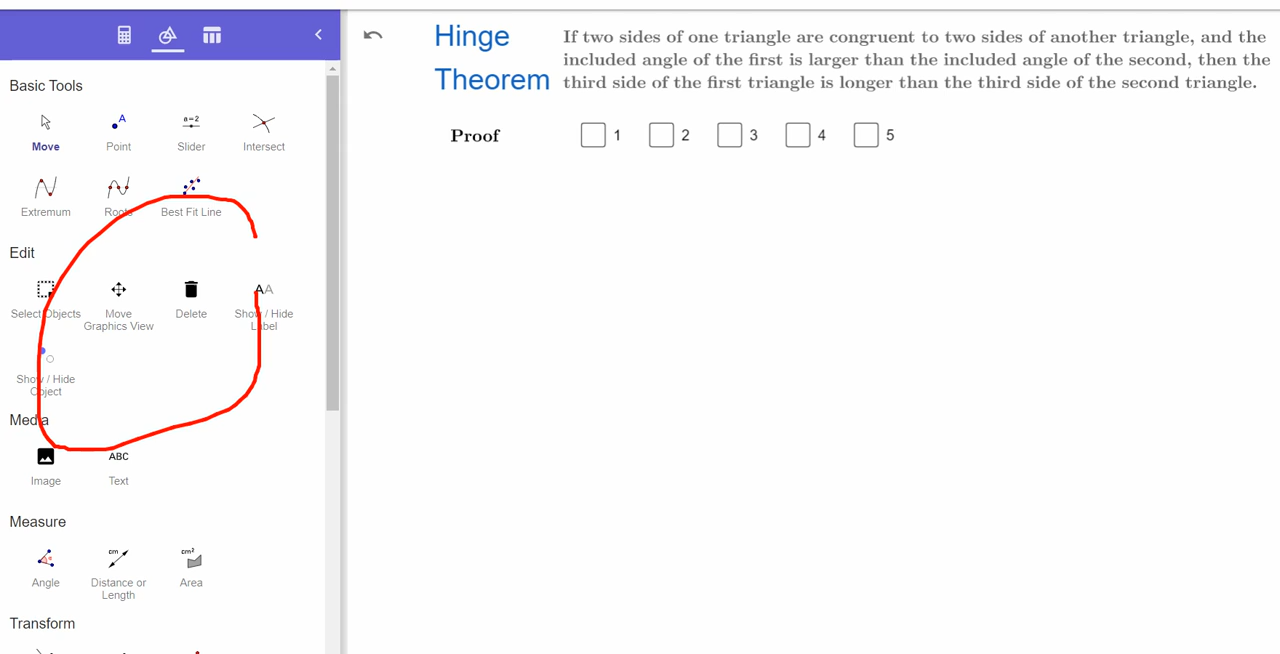 Basic Tools
a=2
A
Move Point Slider Intersect
Extremum Roots Best Fit Line
Edit
AA
Select Objects Move Graphics View Delete Show / Hide Label
Show / Hide Object
Media
ABC
Image Text
Measure
cm cm²
Angle Distance or Length Area
Transform
Hinge Theorem
If two sides of one triangle are congruent to two sides of another triangle, and the
included angle of the first is larger than the included angle of the second, then the
third side of the first triangle is longer than the third side of the second triangle.
Proof 1 2 3 4 5